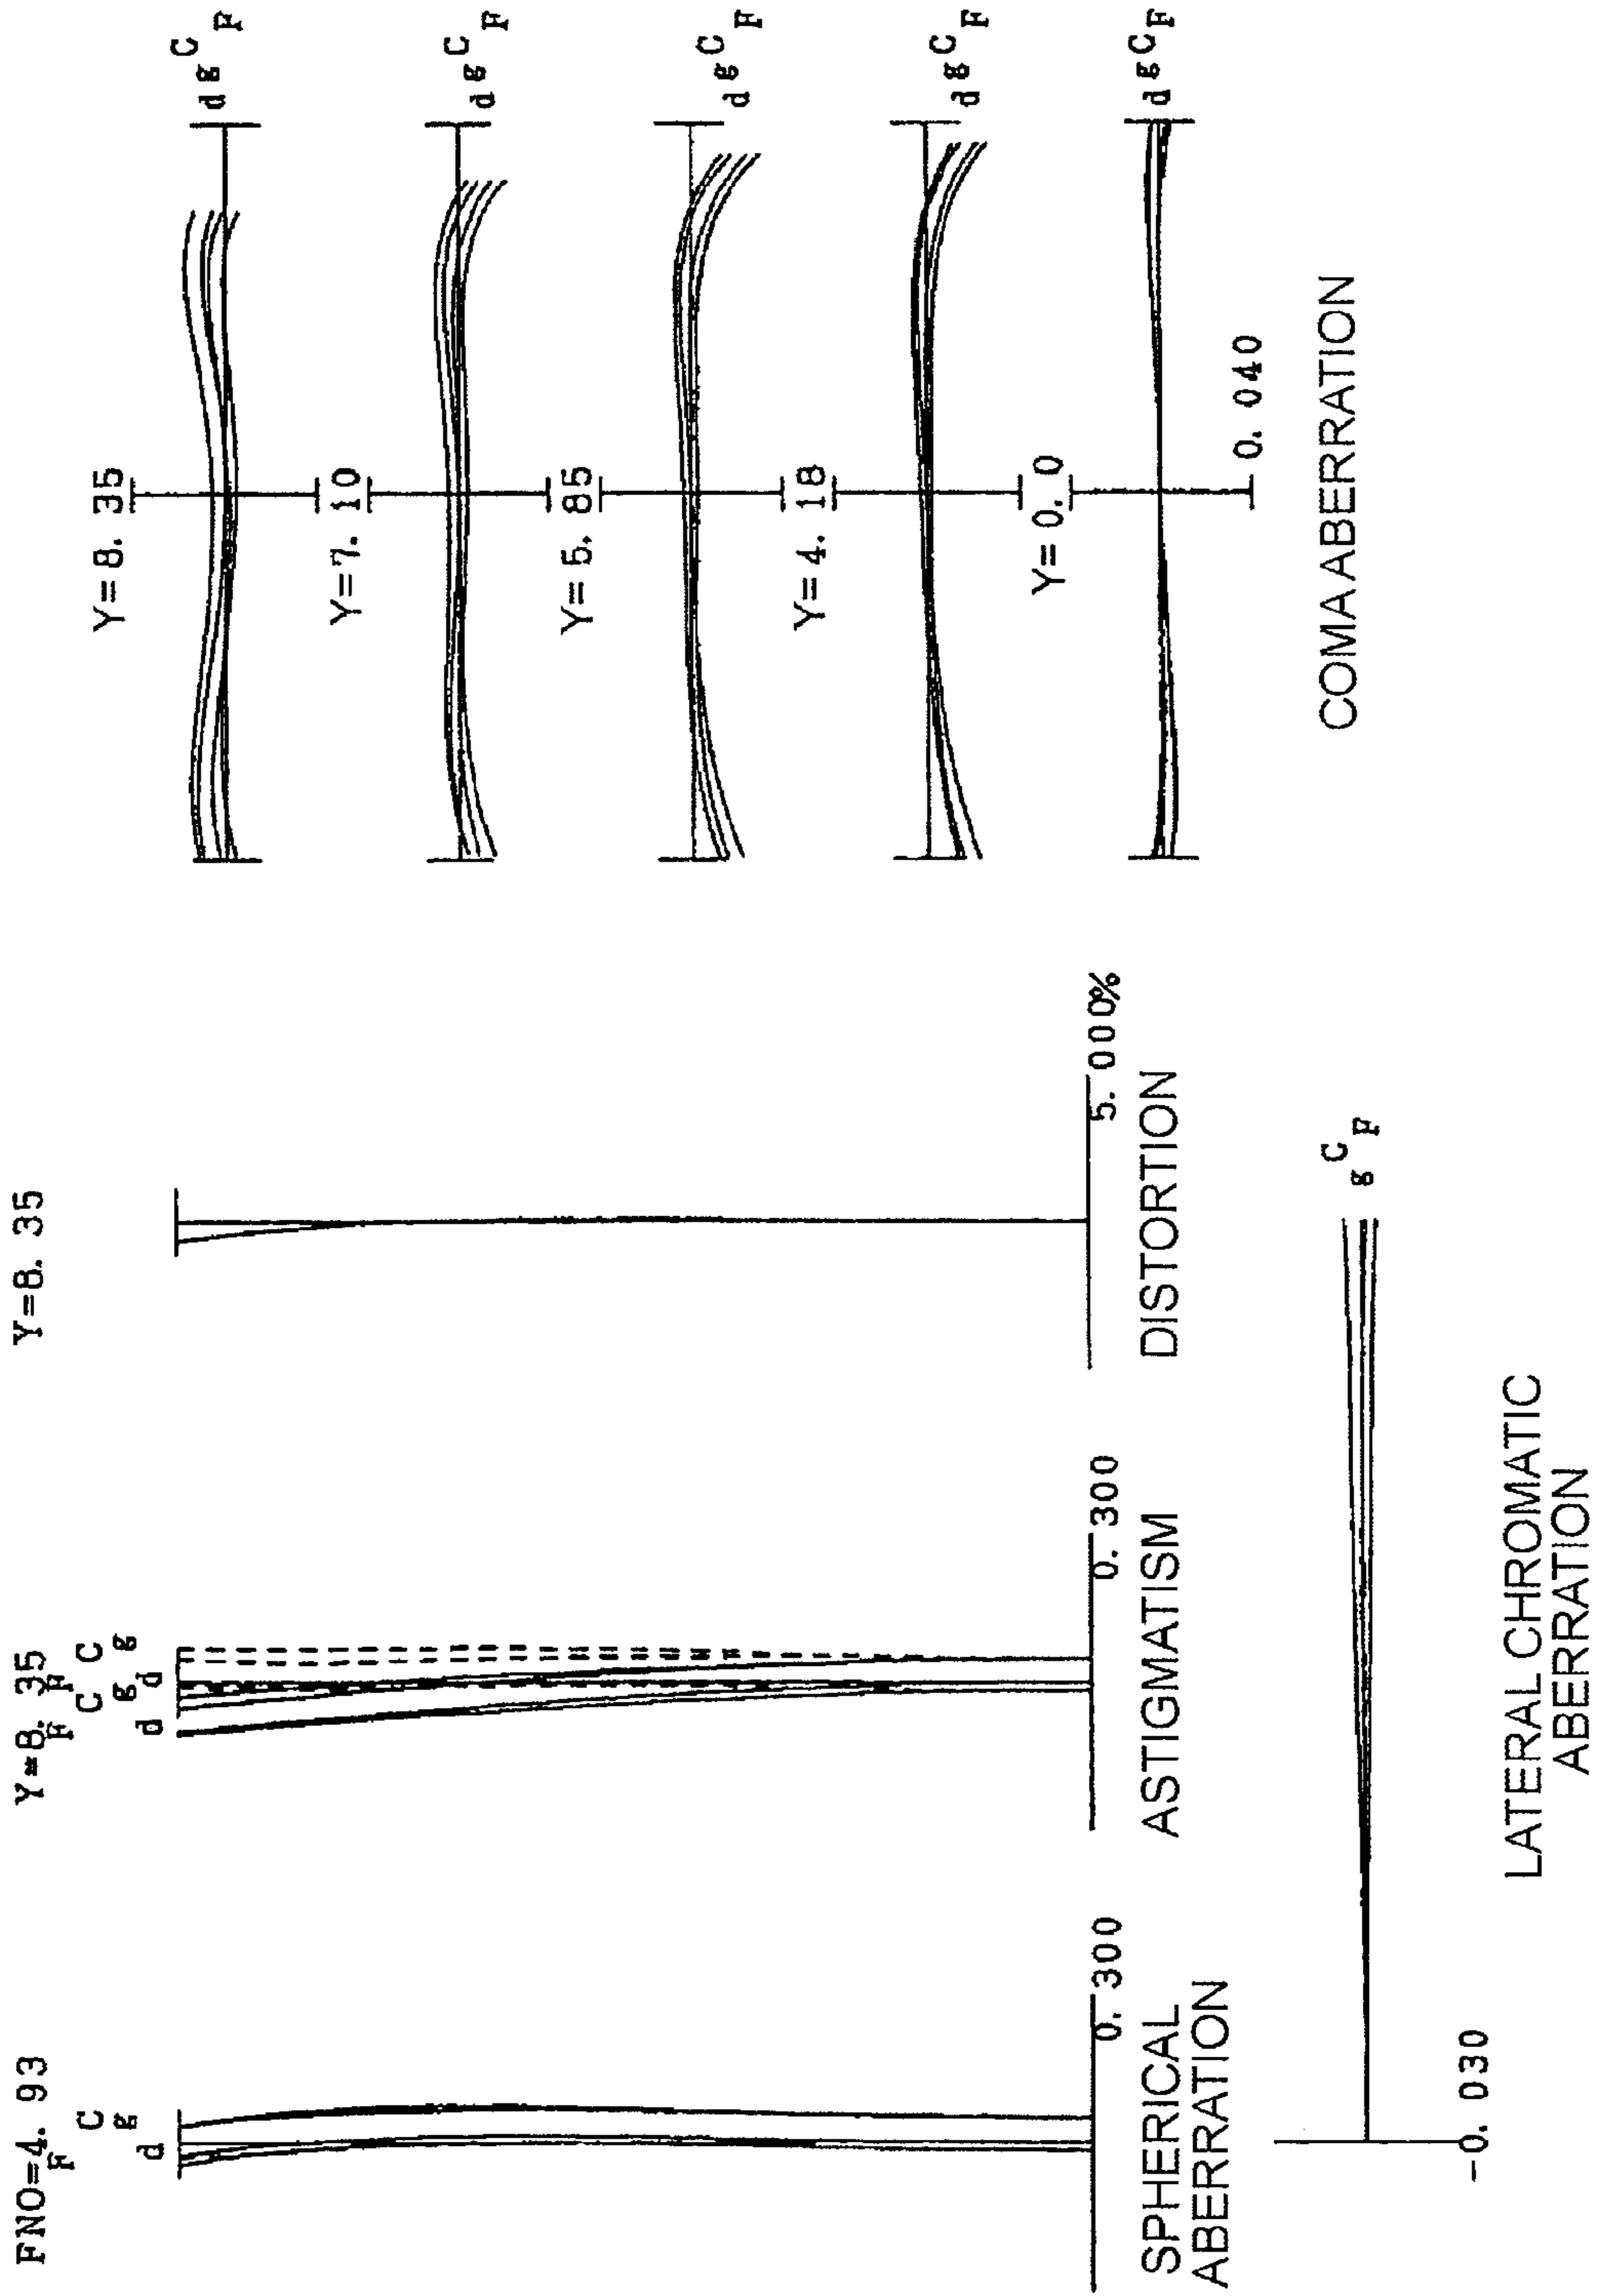 FNO=4. 93
F
C
d
g
0. 300
SPHERICAL
ABERRATION
Y=8. 35
F
F
C
C
d
g
d
g
0. 300
ASTIGMATISM
Y=8. 35
5. 000%
DISTORTION
-0. 030
g
C
F
LATERAL CHROMATIC
ABERRATION
Y=8. 35
d g C F
Y=7. 10
d g C F
Y=5. 85
d g C F
Y=4. 18
d g C F
Y=0. 0
d g C F
0. 040
COMA ABERRATION